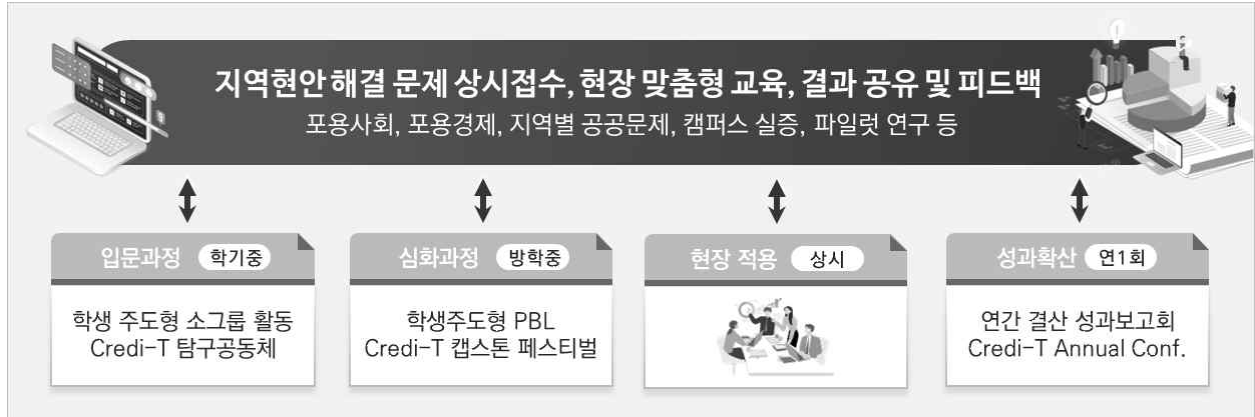 지역현안 해결 문제 상시접수, 현장 맞춤형 교육, 결과 공유 및 피드백
포용사회, 포용경제, 지역별 공공문제, 캠퍼스 실증, 파일럿 연구 등
입문과정 학기중
학생 주도형 소그룹 활동
Credi-T 탐구공동체
심화과정 방학중
학생주도형 PBL
Credi-T 캡스톤 페스티벌
현장 적용 상시
성과확산 연1회
연간 결산 성과보고회
Credi-T Annual Conf.